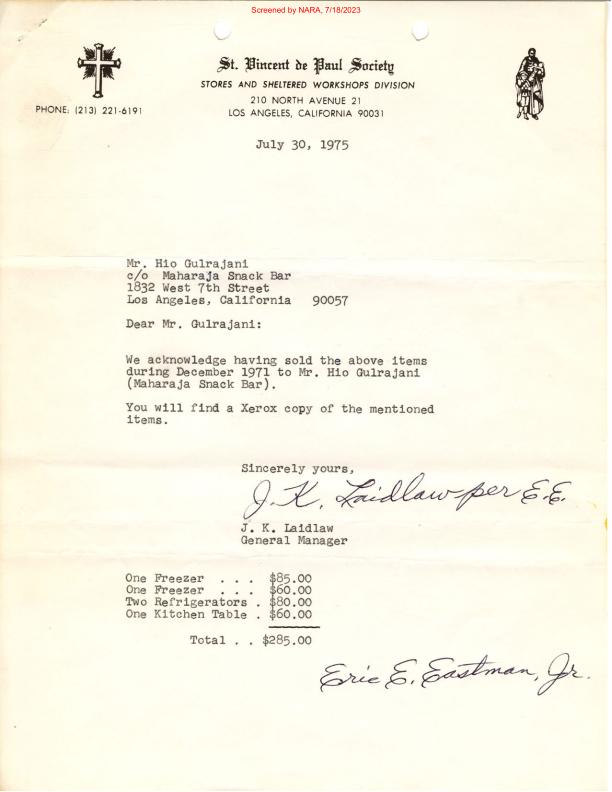 Screened by NARA, 7/18/2023
St. Vincent de Paul Society
STORES AND SHELTERED WORKSHOPS DIVISION
210 NORTH AVENUE 21
PHONE: (213) 221-6191
LOS ANGELES, CALIFORNIA 90031
July 30, 1975
Mr. Hio Gulrajani
c/o Maharaja Snack Bar
1832 West 7th Street
Los Angeles, California 90057
Dear Mr. Gulrajani:
We acknowledge having sold the above items
during December 1971 to Mr. Hio Gulrajani
(Maharaja Snack Bar).
You will find a Xerox copy of the mentioned
items.
Sincerely yours,
J. K. Laidlaw per E.E.
J. K. Laidlaw
General Manager
One Freezer . . . $85.00
One Freezer . . . $60.00
Two Refrigerators . $80.00
One Kitchen Table . $60.00
Total . . $285.00
Eric E. Eastman, Jr.